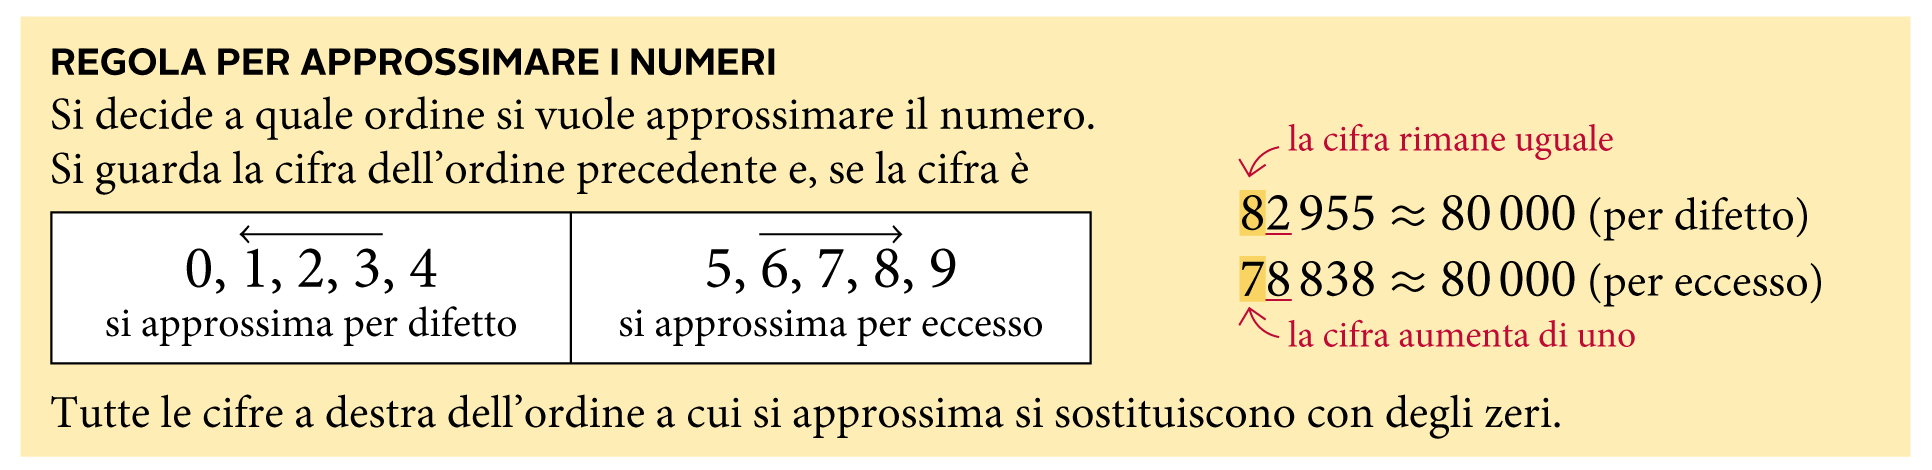 REGOLA PER APPROSSIMARE I NUMERI
Si decide a quale ordine si vuole approssimare il numero.
Si guarda la cifra dell’ordine precedente e, se la cifra è
0, 1, 2, 3, 4
si approssima per difetto
5, 6, 7, 8, 9
si approssima per eccesso
la cifra rimane uguale
82 955 ≈ 80 000 (per difetto)
78 838 ≈ 80 000 (per eccesso)
la cifra aumenta di uno
Tutte le cifre a destra dell’ordine a cui si approssima si sostituiscono con degli zeri.